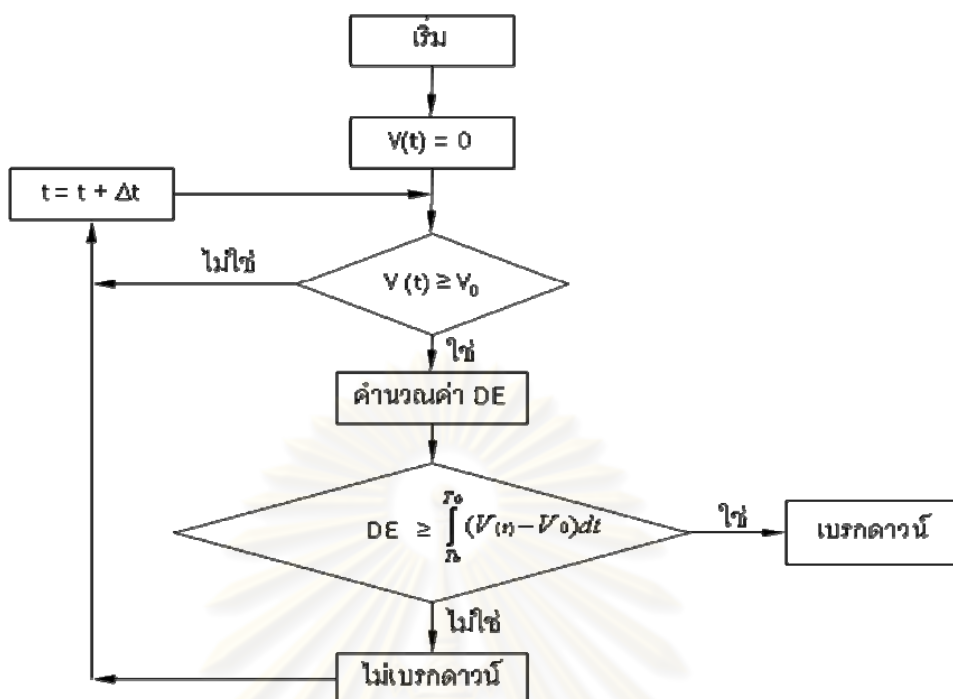 เริ่ม
V(t) = 0
t = t + Δt
ไม่ใช่
V (t) ≥ V₀
ใช่
คำนวณค่า DE
DE ≥ ∫(V(t) − V₀)dt
ใช่
เบรกดาวน์
ไม่ใช่
ไม่เบรกดาวน์